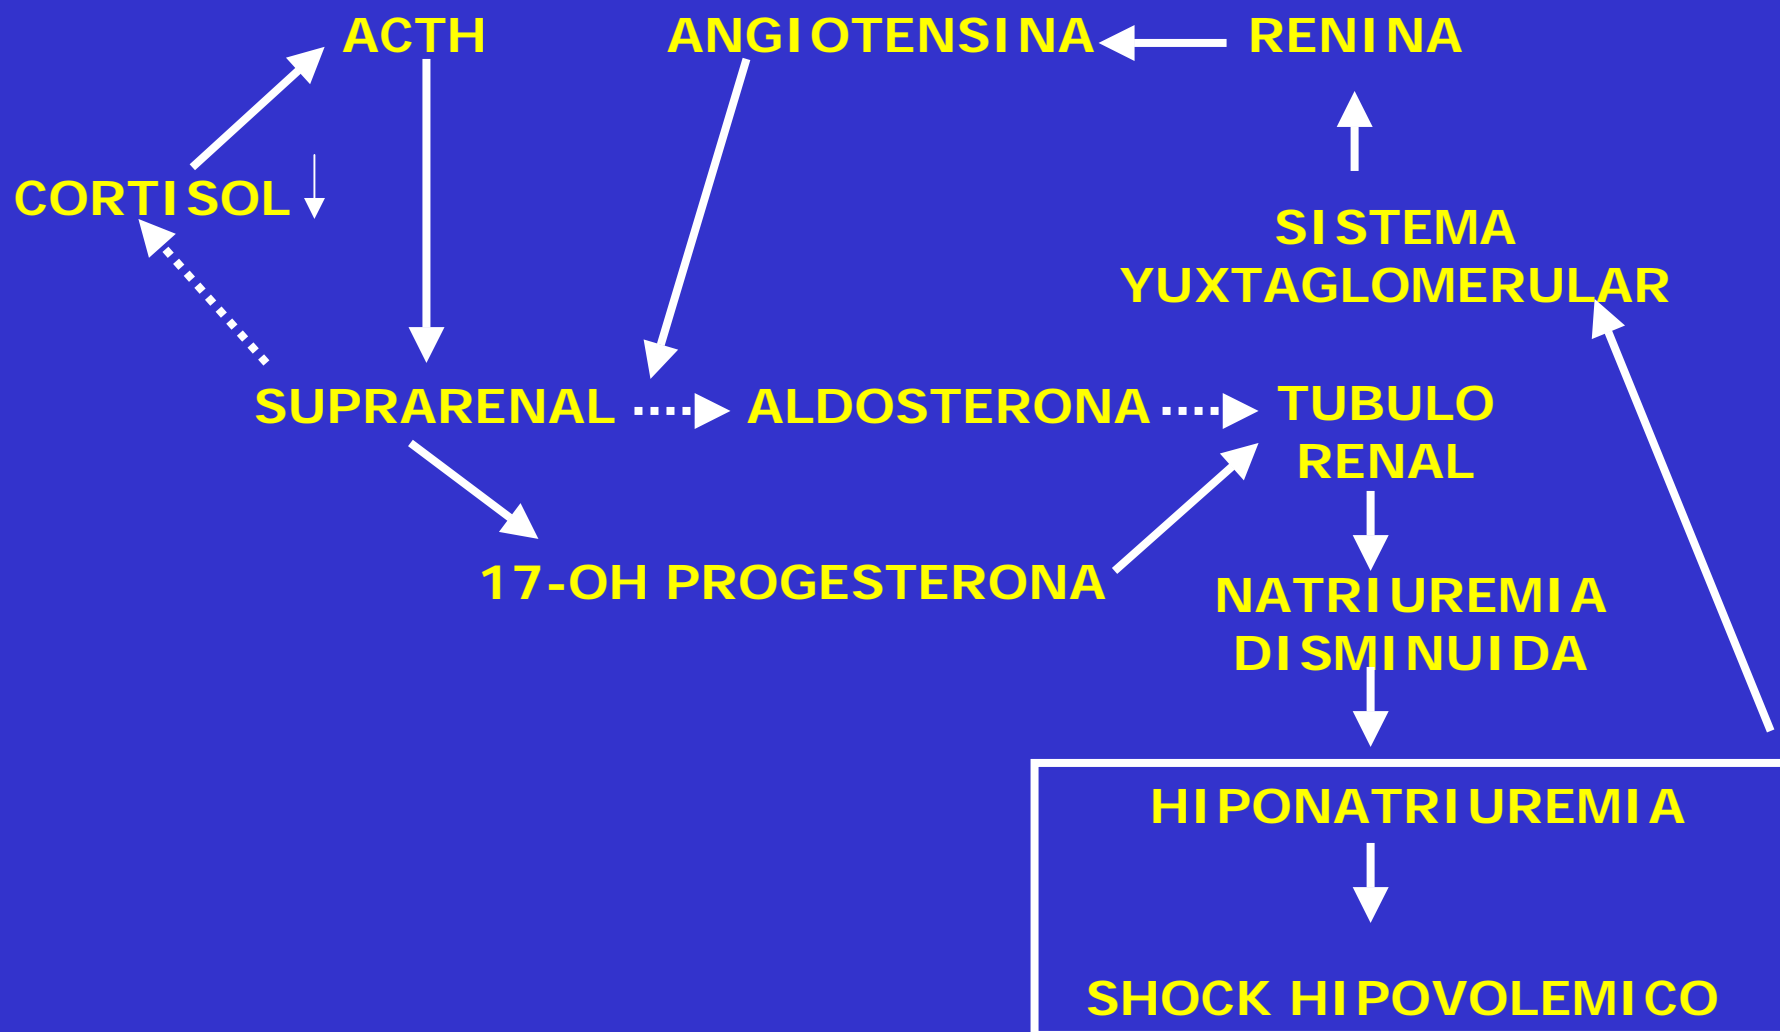 ACTH
ANGIOTENSINA
RENINA
CORTISOL
SISTEMA
YUXTAGLOMERULAR
SUPRARENAL
ALDOSTERONA
TUBULO
RENAL
17-OH PROGESTERONA
NATRIUREMIA
DISMINUIDA
HIPONATRIUREMIA
SHOCK HIPOVOLEMICO